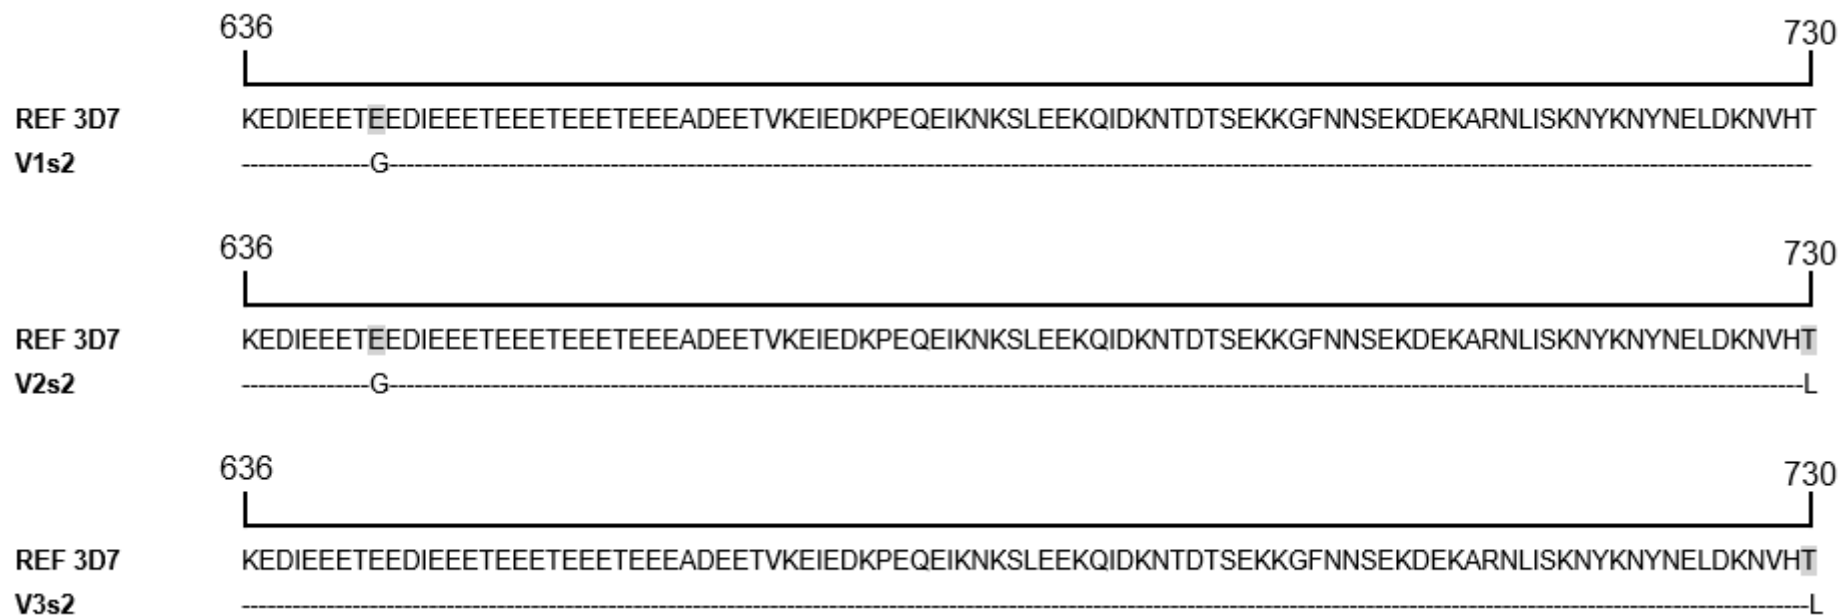 636 730
REF 3D7 KEDIEEETEEDIEEETEEETEEETEEEADEETVKEIEDKPEQEIKNKSLEEKQIDKNTDTSEKKGFNNSEKDEKARNLISKNYKNYNELDKNVHT
V1s2 G
636 730
REF 3D7 KEDIEEETEEDIEEETEEETEEETEEEADEETVKEIEDKPEQEIKNKSLEEKQIDKNTDTSEKKGFNNSEKDEKARNLISKNYKNYNELDKNVHT
V2s2 G L
636 730
REF 3D7 KEDIEEETEEDIEEETEEETEEETEEEADEETVKEIEDKPEQEIKNKSLEEKQIDKNTDTSEKKGFNNSEKDEKARNLISKNYKNYNELDKNVHT
V3s2 L